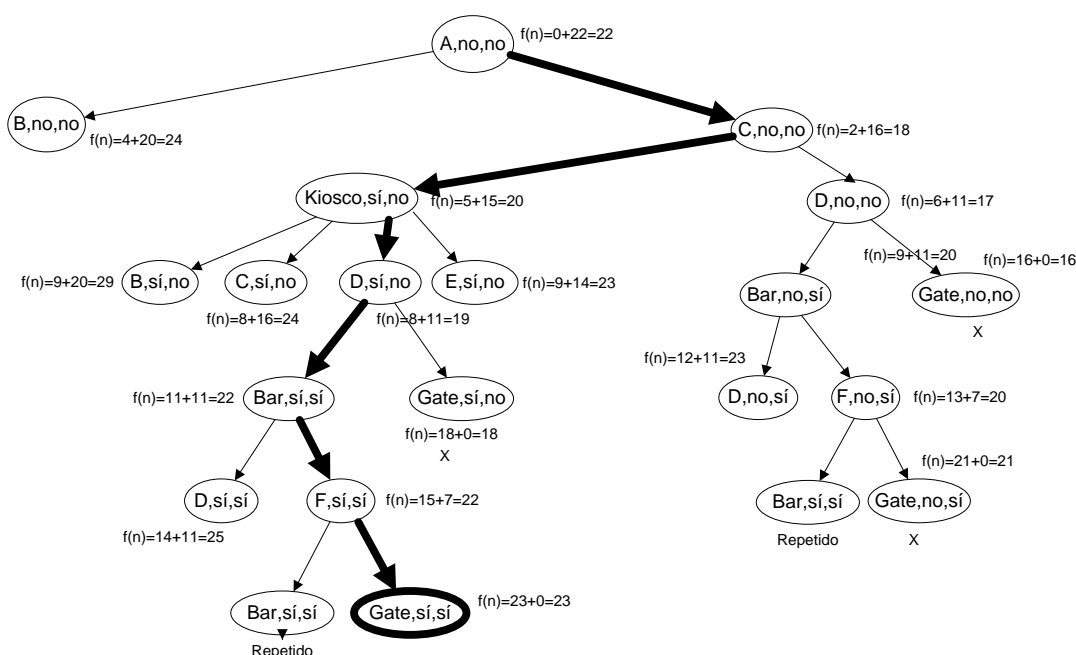 A,no,no
f(n)=0+22=22
B,no,no
f(n)=4+20=24
C,no,no
f(n)=2+16=18
Kiosco,sí,no
f(n)=5+15=20
D,no,no
f(n)=6+11=17
f(n)=9+20=29
B,sí,no
C,sí,no
f(n)=8+16=24
D,sí,no
f(n)=8+11=19
E,sí,no
f(n)=9+14=23
f(n)=9+11=20
Bar,no,sí
f(n)=16+0=16
Gate,no,no
X
f(n)=11+11=22
Bar,sí,sí
Gate,sí,no
f(n)=18+0=18
X
f(n)=12+11=23
D,no,sí
F,no,sí
f(n)=13+7=20
D,sí,sí
f(n)=14+11=25
F,sí,sí
f(n)=15+7=22
Bar,sí,sí
Repetido
f(n)=21+0=21
Gate,no,sí
X
Bar,sí,sí
Repetido
Gate,sí,sí
f(n)=23+0=23